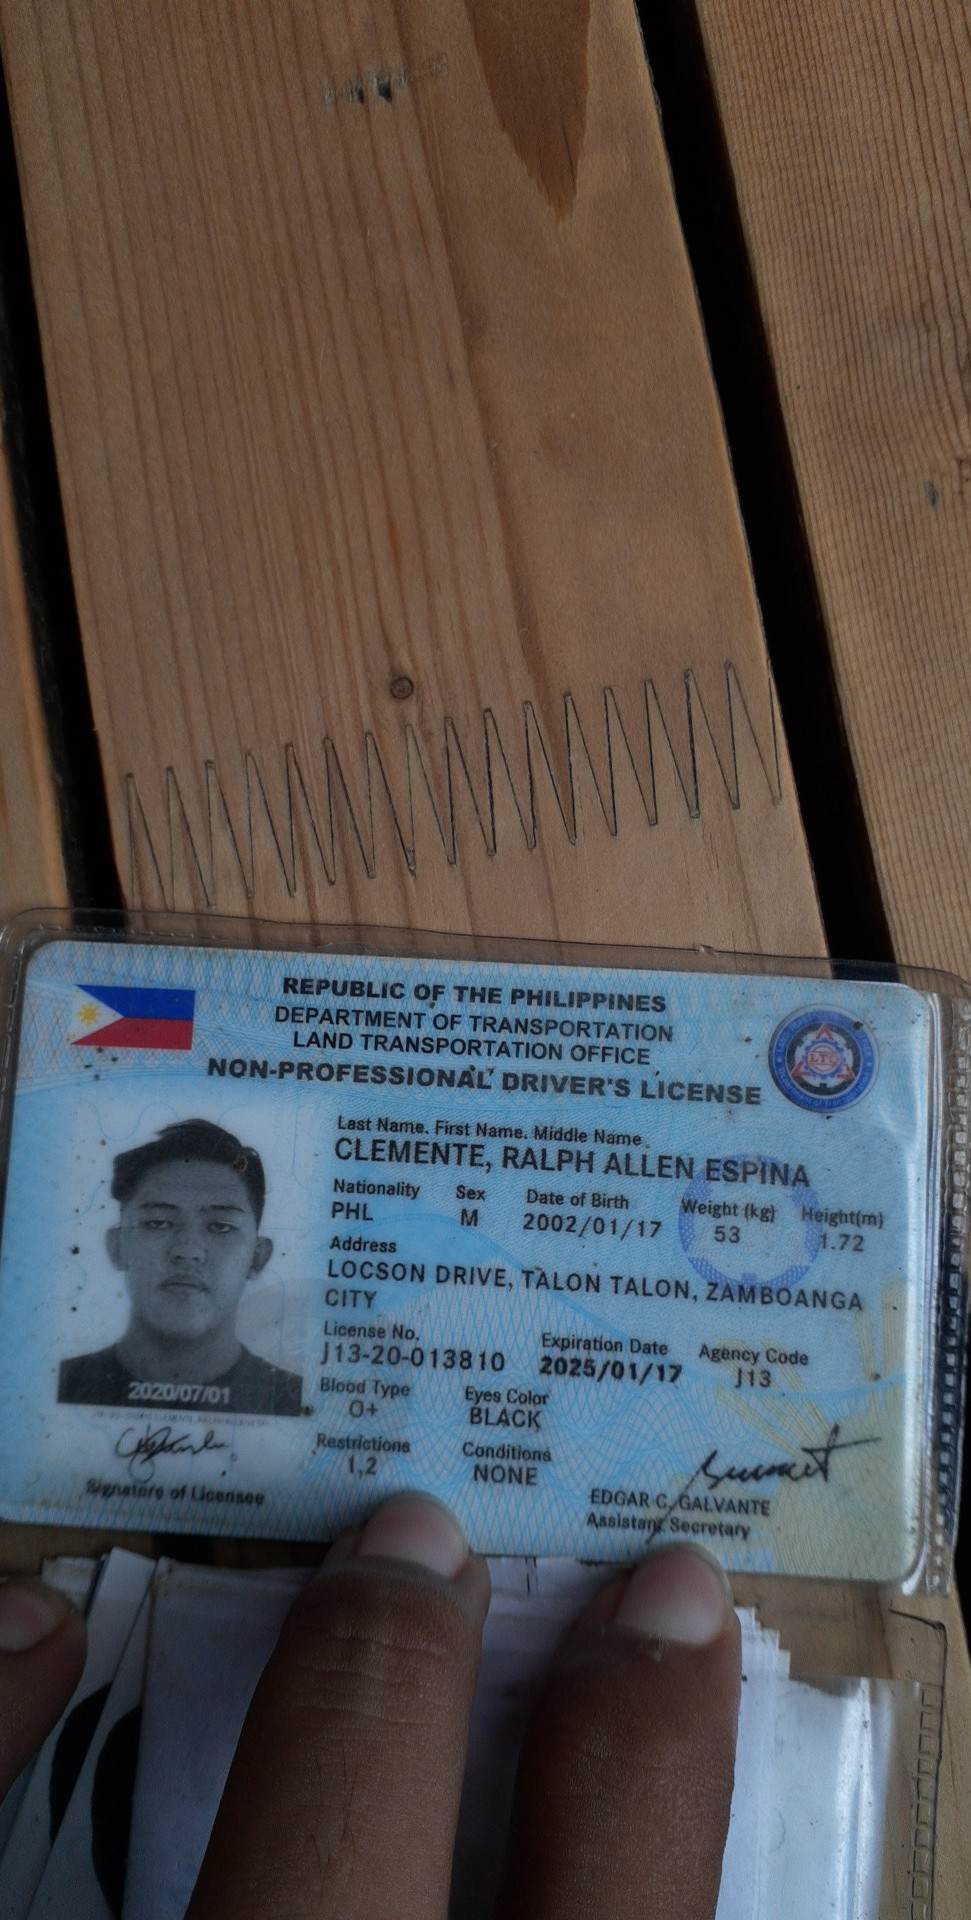 REPUBLIC OF THE PHILIPPINES
DEPARTMENT OF TRANSPORTATION
LAND TRANSPORTATION OFFICE
NON-PROFESSIONAL DRIVER'S LICENSE
LTO
Last Name. First Name. Middle Name
CLEMENTE, RALPH ALLEN ESPINA
Nationality Sex Date of Birth Weight (kg) Height(m)
PHL M 2002/01/17 53 1.72
Address
LOCSON DRIVE, TALON TALON, ZAMBOANGA
CITY
License No. Expiration Date Agency Code
J13-20-013810 2025/01/17 J13
2020/07/01
Blood Type Eyes Color
O+ BLACK
Restrictions Conditions
1,2 NONE
Signature of Licensee
EDGAR C. GALVANTE
Assistant Secretary